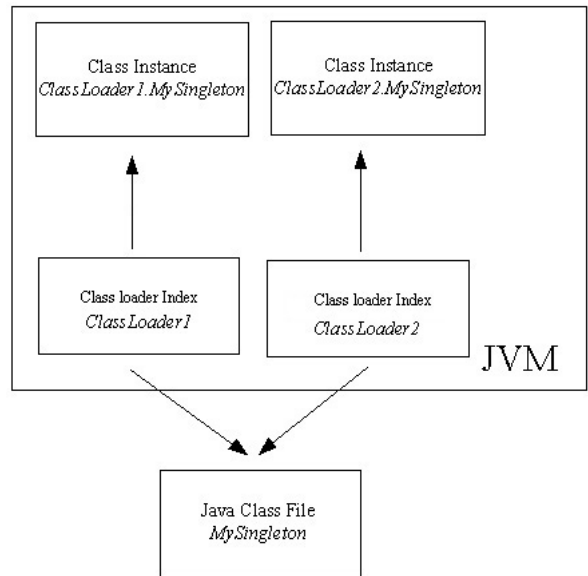 Class Instance
ClassLoader1.MySingleton
Class Instance
ClassLoader2.MySingleton
Class loader Index
ClassLoader1
Class loader Index
ClassLoader2
JVM
Java Class File
MySingleton